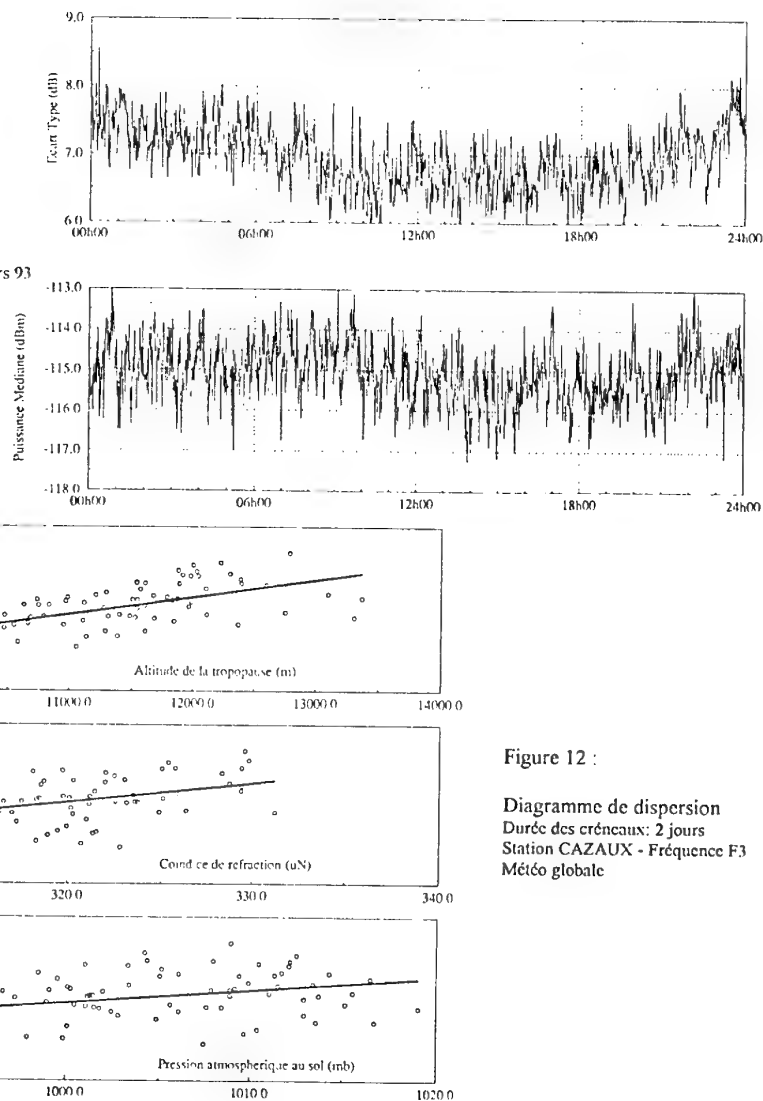 9.0
8.0
7.0
6.0
Ecart Type (dB)
00h00 06h00 12h00 18h00 24h00
rs 93
-113.0
-114.0
-115.0
-116.0
-117.0
-118.0
Puissance Mediane (dBm)
00h00 06h00 12h00 18h00 24h00
Altitude de la tropopause (m)
11000.0 12000.0 13000.0 14000.0
Coindice de refraction (uN)
320.0 330.0 340.0
Pression atmospherique au sol (mb)
1000.0 1010.0 1020.0
Figure 12 :
Diagramme de dispersion
Durée des créneaux: 2 jours
Station CAZAUX - Fréquence F3
Météo globale